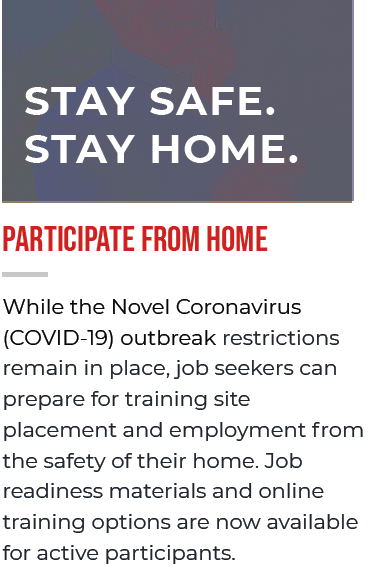 STAY SAFE.
STAY HOME.
PARTICIPATE FROM HOME
While the Novel Coronavirus
(COVID-19) outbreak restrictions
remain in place, job seekers can
prepare for training site
placement and employment from
the safety of their home. Job
readiness materials and online
training options are now available
for active participants.